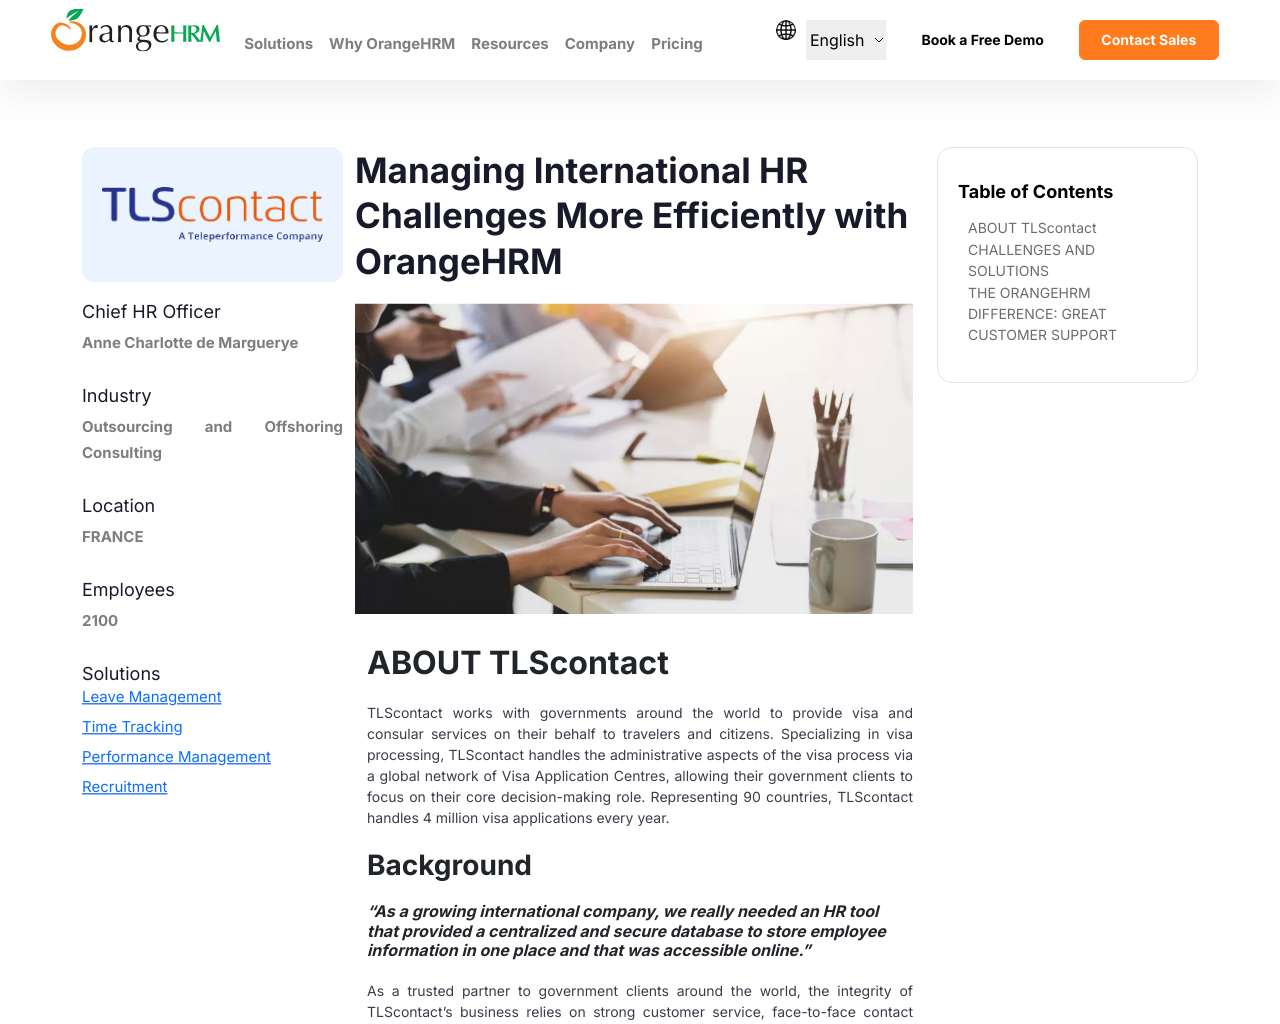 OrangeHRM
Solutions
Why OrangeHRM
Resources
Company
Pricing
English
Book a Free Demo
Contact Sales
TLScontact
A Teleperformance Company
Chief HR Officer
Anne Charlotte de Marguerye
Industry
Outsourcing and Offshoring
Consulting
Location
FRANCE
Employees
2100
Solutions
Leave Management
Time Tracking
Performance Management
Recruitment
Managing International HR
Challenges More Efficiently with
OrangeHRM
ABOUT TLScontact
TLScontact works with governments around the world to provide visa and
consular services on their behalf to travelers and citizens. Specializing in visa
processing, TLScontact handles the administrative aspects of the visa process via
a global network of Visa Application Centres, allowing their government clients to
focus on their core decision-making role. Representing 90 countries, TLScontact
handles 4 million visa applications every year.
Background
“As a growing international company, we really needed an HR tool
that provided a centralized and secure database to store employee
information in one place and that was accessible online.”
As a trusted partner to government clients around the world, the integrity of
TLScontact’s business relies on strong customer service, face-to-face contact
Table of Contents
ABOUT TLScontact
CHALLENGES AND
SOLUTIONS
THE ORANGEHRM
DIFFERENCE: GREAT
CUSTOMER SUPPORT